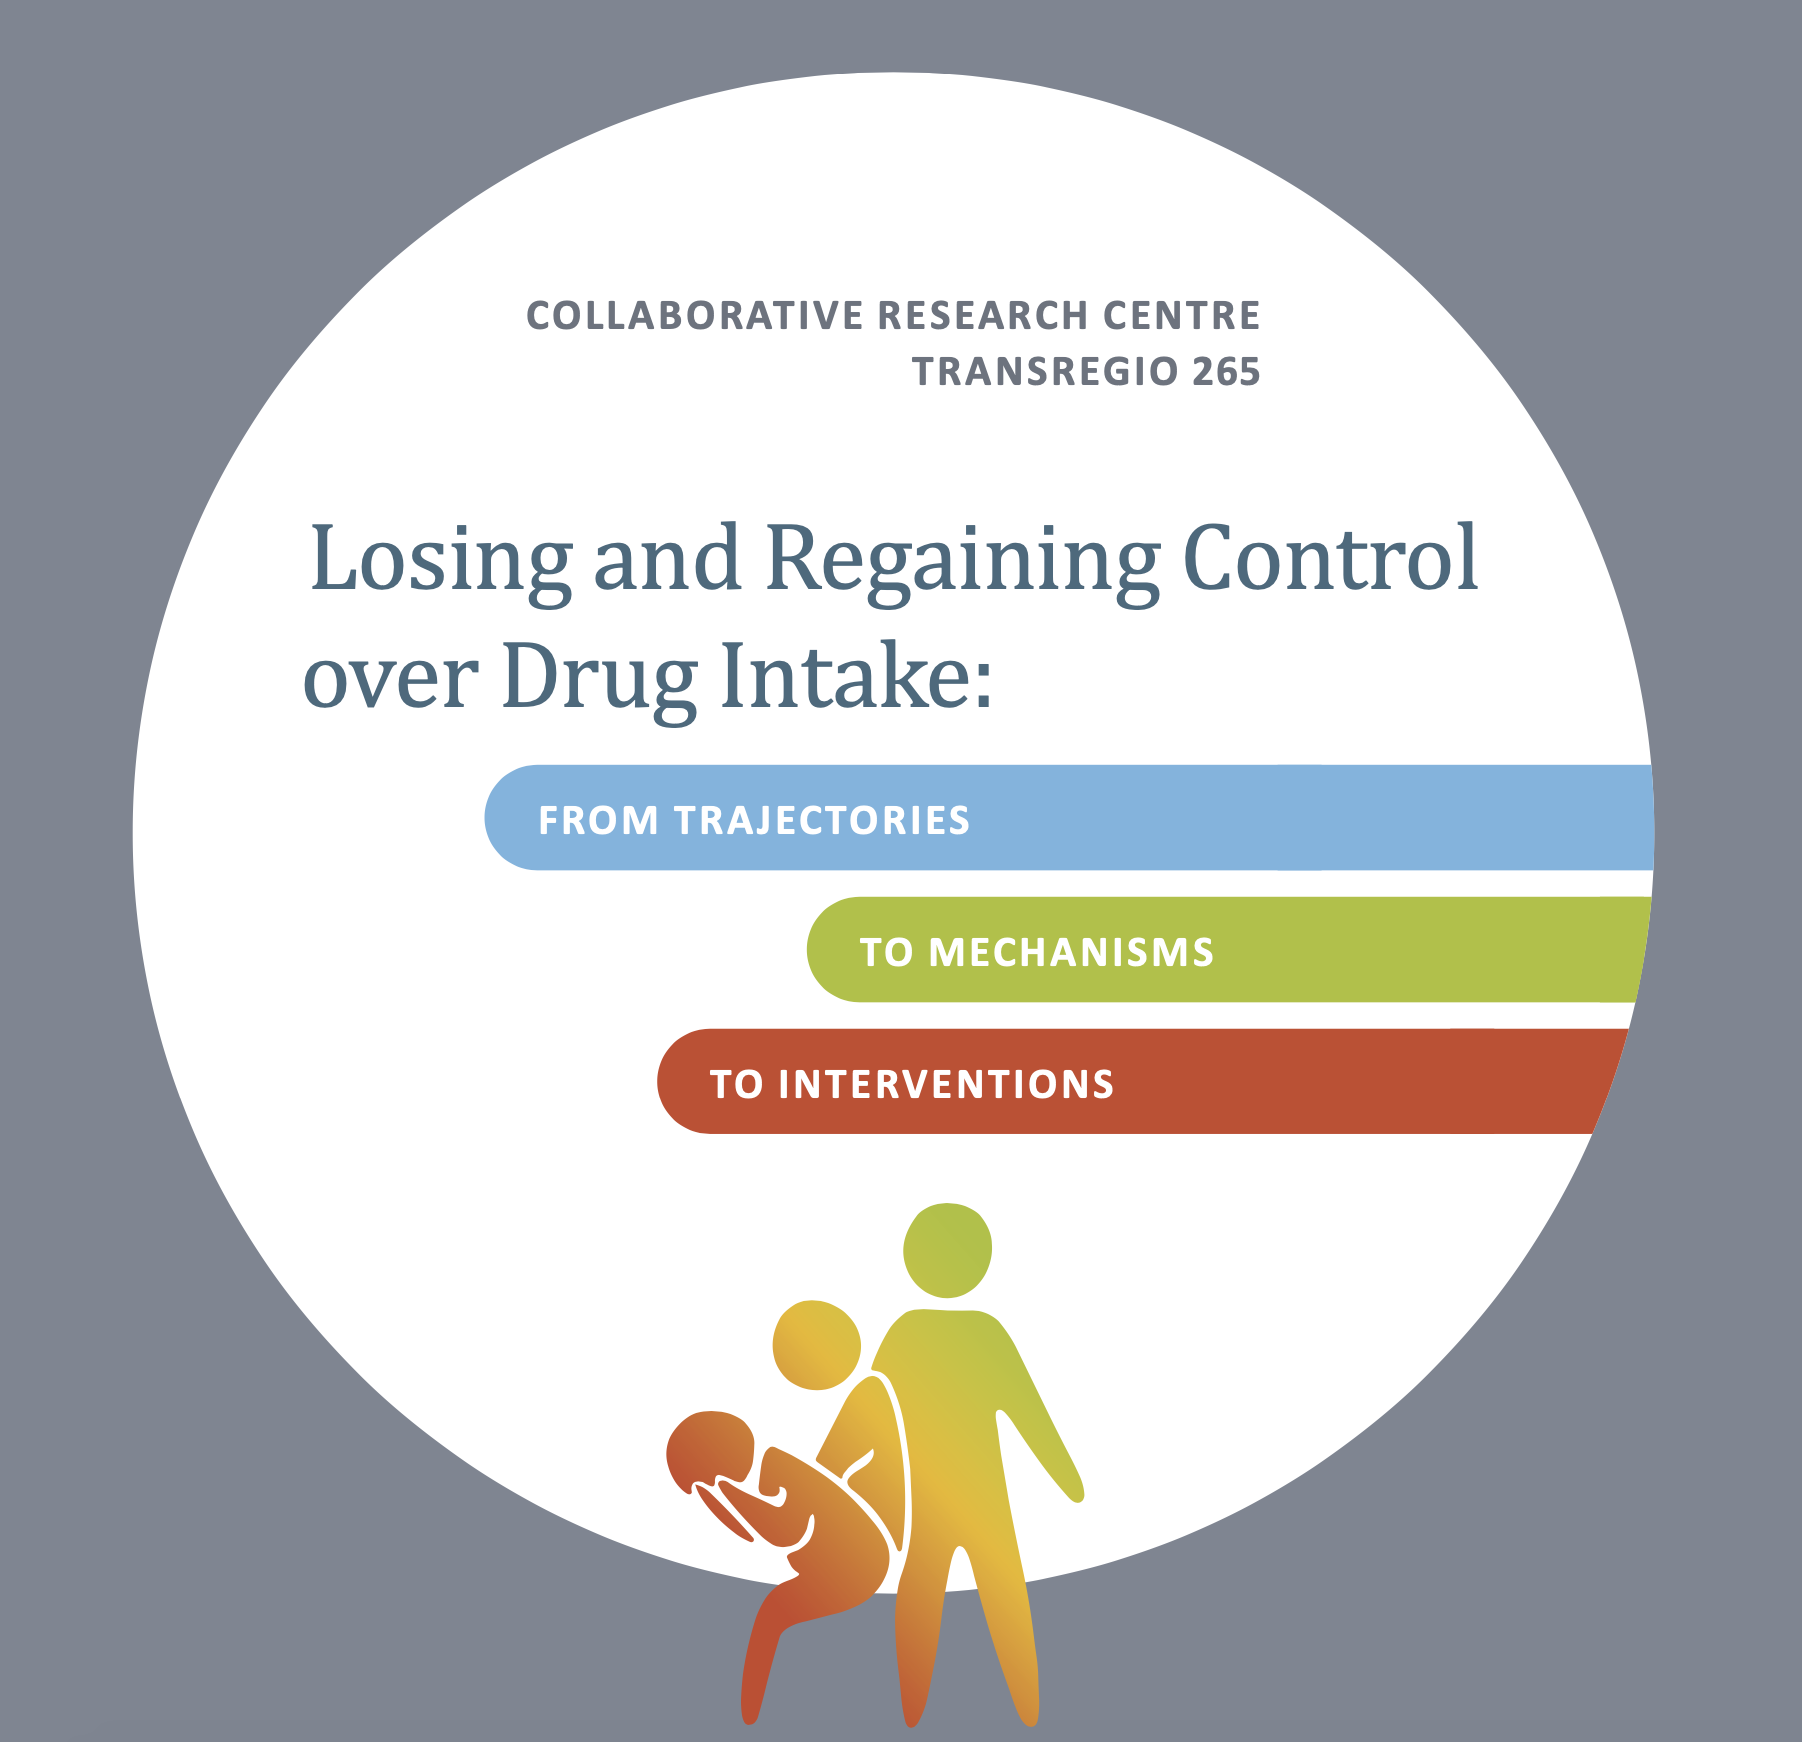 COLLABORATIVE RESEARCH CENTRE
TRANSREGIO 265
Losing and Regaining Control
over Drug Intake:
FROM TRAJECTORIES
TO MECHANISMS
TO INTERVENTIONS